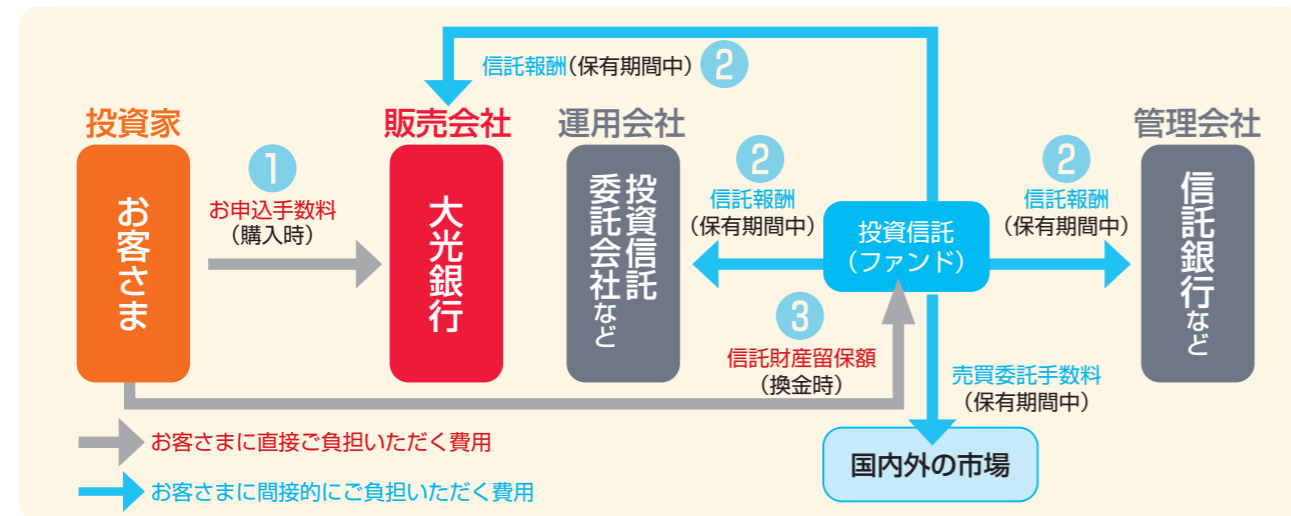 信託報酬(保有期間中) 2
投資家
販売会社
運用会社
管理会社
お客さま
1
お申込手数料
(購入時)
大光銀行
投資信託
委託会社など
2
信託報酬
(保有期間中)
投資信託
(ファンド)
2
信託報酬
(保有期間中)
信託銀行など
3
信託財産留保額
(換金時)
売買委託手数料
(保有期間中)
国内外の市場
お客さまに直接ご負担いただく費用
お客さまに間接的にご負担いただく費用